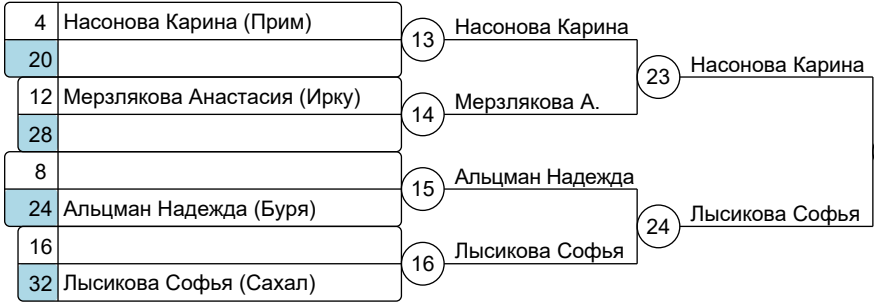 4 Насонова Карина (Прим)
20
13 Насонова Карина
12 Мерзлякова Анастасия (Ирку)
28
14 Мерзлякова А.
23 Насонова Карина
8
24 Альцман Надежда (Буря)
15 Альцман Надежда
16
32 Лысикова Софья (Сахал)
16 Лысикова Софья
24 Лысикова Софья